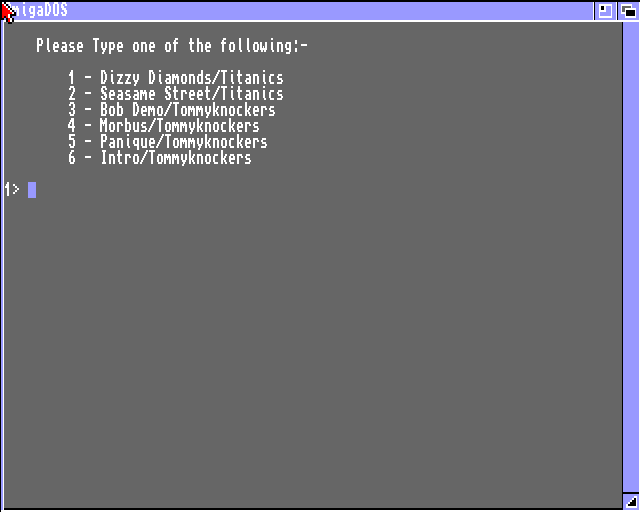 AmigaDOS
Please Type one of the following:-
1 - Dizzy Diamonds/Titanics
2 - Seasame Street/Titanics
3 - Bob Demo/Tommyknockers
4 - Morbus/Tommyknockers
5 - Panique/Tommyknockers
6 - Intro/Tommyknockers
1>